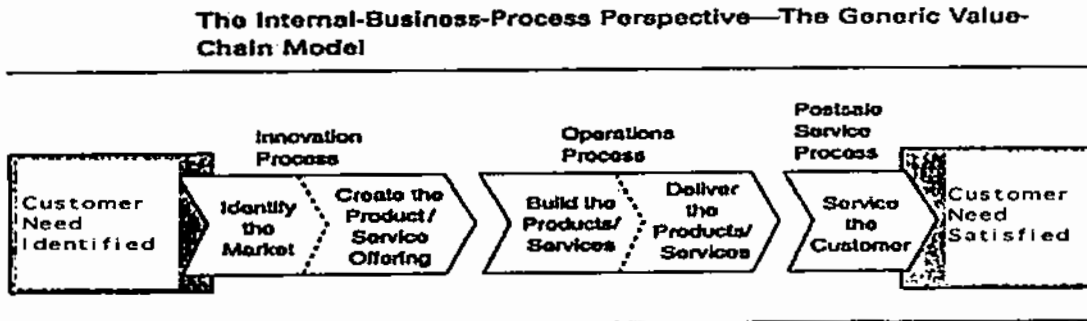 The Internal-Business-Process Perspective—The Generic Value-
Chain Model
Innovation
Process
Operations
Process
Postsale
Service
Process
Customer
Need
Identified
Identify
the
Market
Create the
Product/
Service
Offering
Build the
Products/
Services
Deliver
the
Products/
Services
Service
the
Customer
Customer
Need
Satisfied